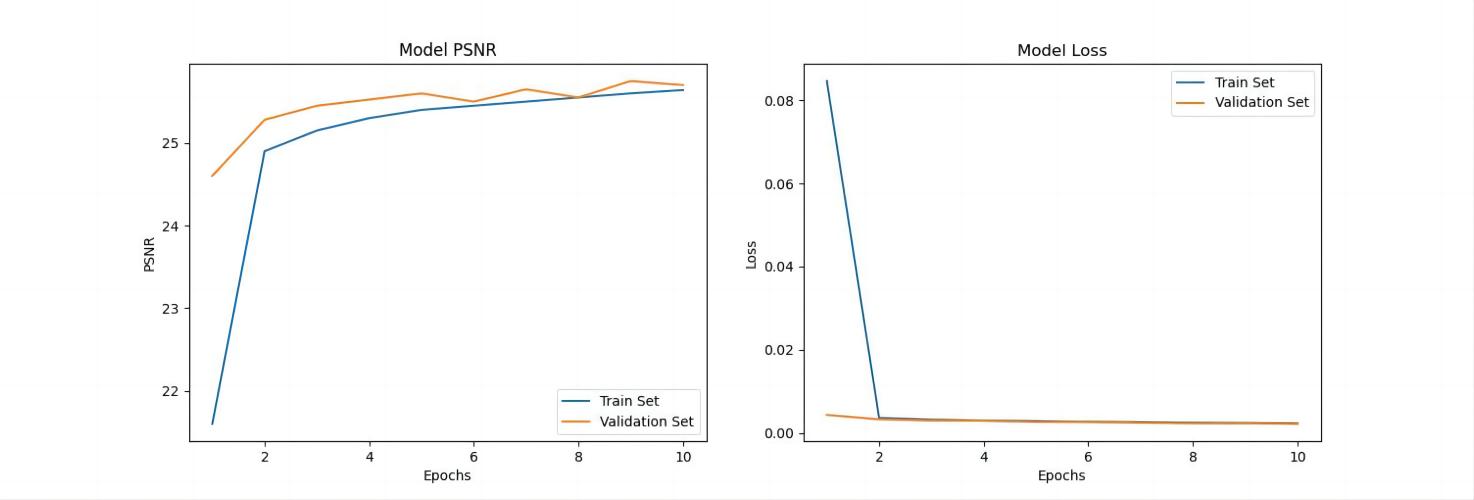 Model PSNR
PSNR
25
24
23
22
2 4 6 8 10
Epochs
Train Set
Validation Set
Model Loss
Loss
0.08
0.06
0.04
0.02
0.00
2 4 6 8 10
Epochs
Train Set
Validation Set